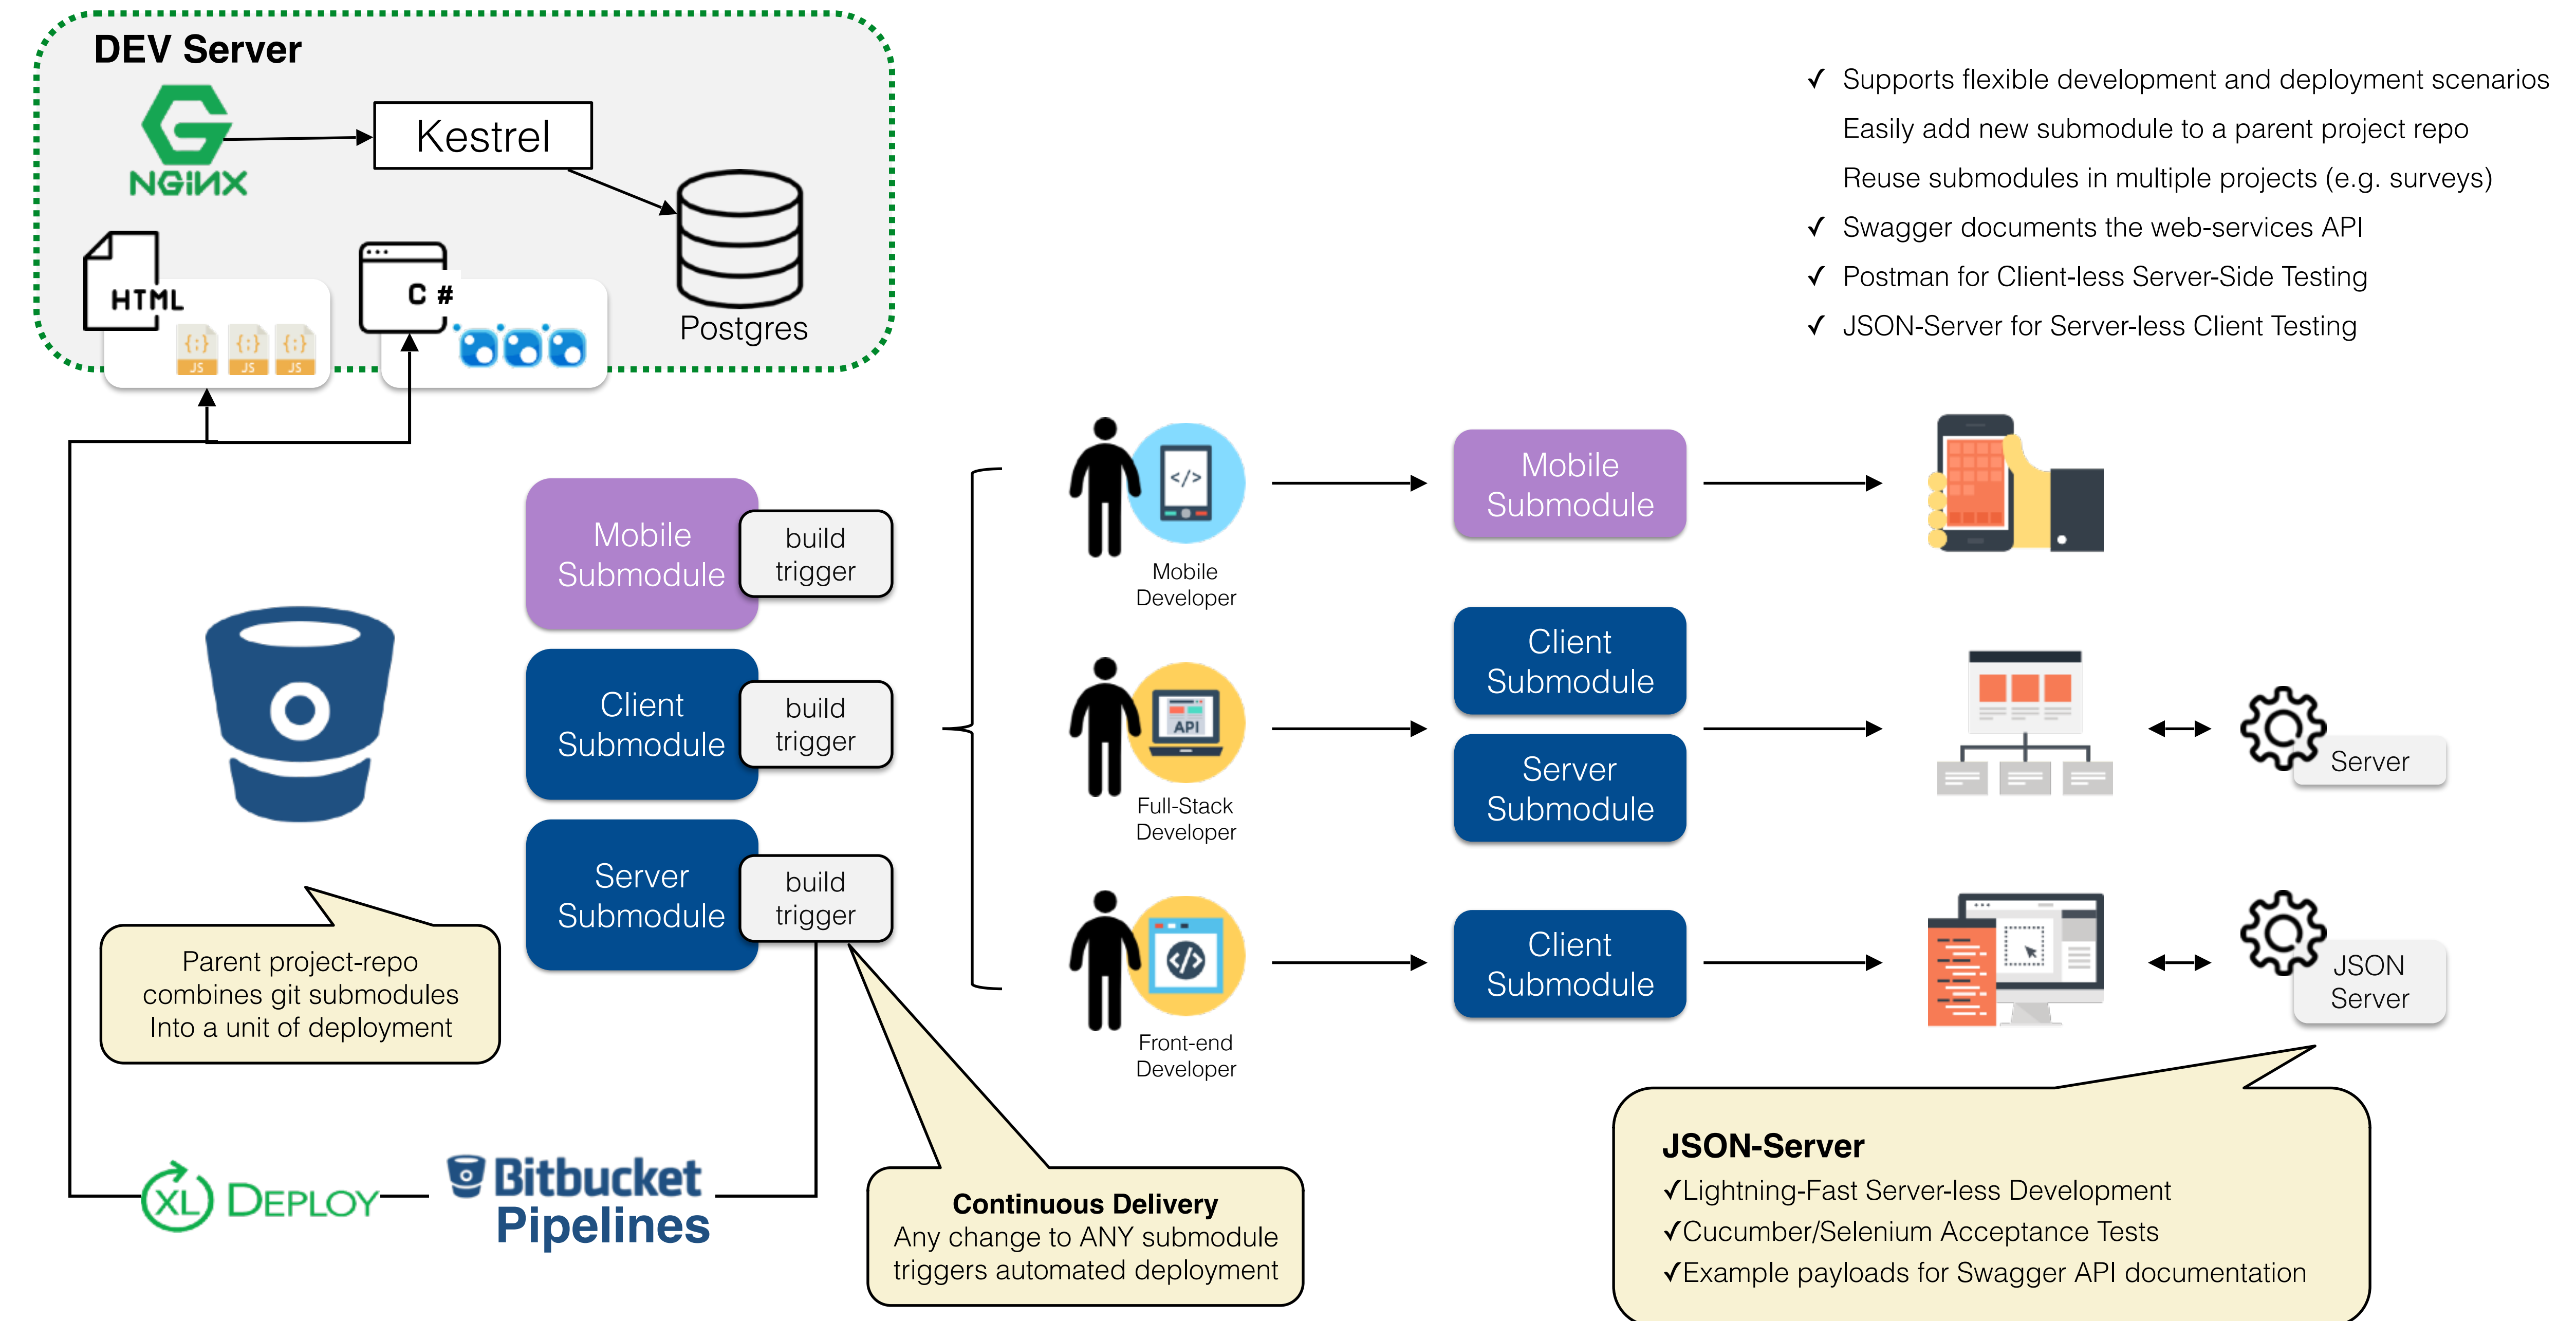 DEV Server
NGiNX
Kestrel
HTML
JS
JS
JS
C #
Postgres
✓ Supports flexible development and deployment scenarios
Easily add new submodule to a parent project repo
Reuse submodules in multiple projects (e.g. surveys)
✓ Swagger documents the web-services API
✓ Postman for Client-less Server-Side Testing
✓ JSON-Server for Server-less Client Testing
Mobile
Submodule
build
trigger
Client
Submodule
build
trigger
Server
Submodule
build
trigger
Parent project-repo
combines git submodules
Into a unit of deployment
XL DEPLOY
Bitbucket
Pipelines
Continuous Delivery
Any change to ANY submodule
triggers automated deployment
</>
Mobile
Developer
Mobile
Submodule
API
Full-Stack
Developer
Client
Submodule
Server
Submodule
Server
</>
Front-end
Developer
Client
Submodule
JSON
Server
JSON-Server
✓Lightning-Fast Server-less Development
✓Cucumber/Selenium Acceptance Tests
✓Example payloads for Swagger API documentation